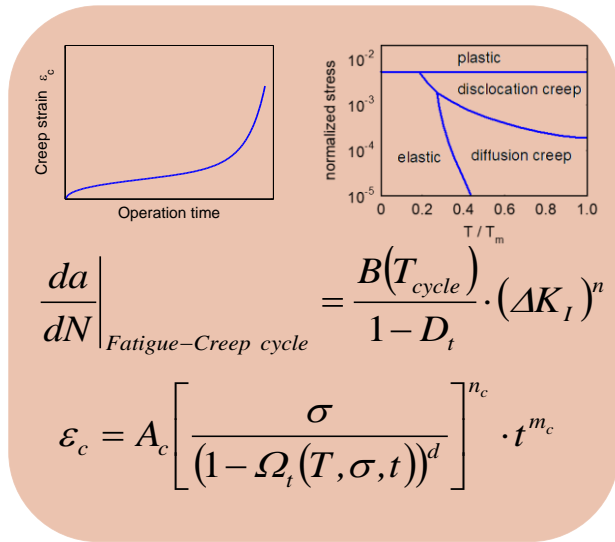 Creep strain ε_c
Operation time
normalized stress
10^-2
10^-3
10^-4
10^-5
plastic
disclocation creep
elastic
diffusion creep
0 0.2 0.4 0.6 0.8 1.0
T / T_m
da/dN|_Fatigue−Creep cycle = B(T_cycle)/(1 − D_t) · (ΔK_I)^n
ε_c = A_c[σ/(1 − Ω_t(T,σ,t))^d]^n_c · t^m_c